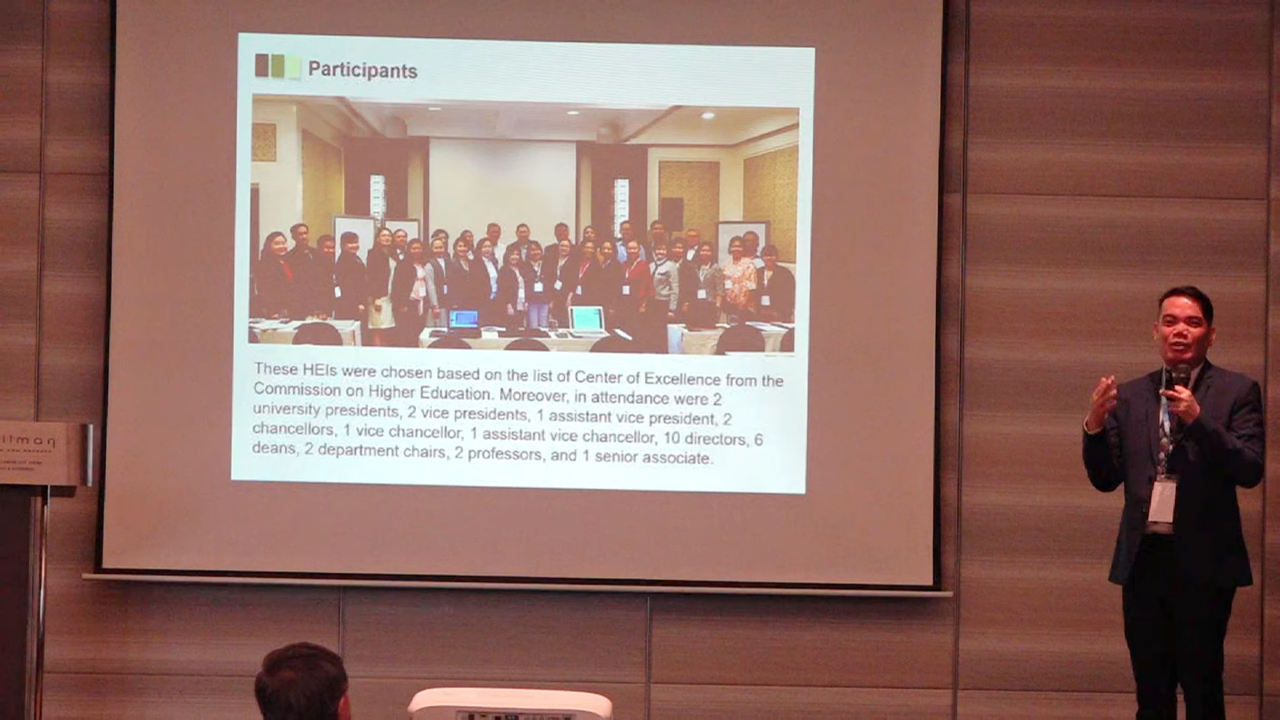 Participants
These HEIs were chosen based on the list of Center of Excellence from the
Commission on Higher Education. Moreover, in attendance were 2
university presidents, 2 vice presidents, 1 assistant vice president, 2
chancellors, 1 vice chancellor, 1 assistant vice chancellor, 10 directors, 6
deans, 2 department chairs, 2 professors, and 1 senior associate.